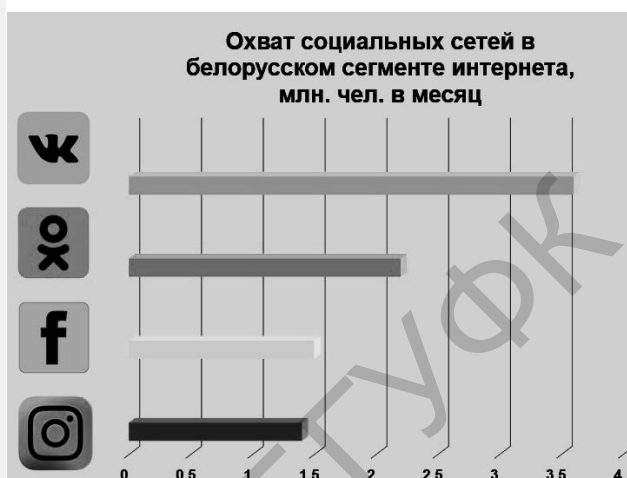 Охват социальных сетей в
белорусском сегменте интернета,
млн. чел. в месяц
0 0.5 1 1.5 2 2.5 3 3.5 4
ГУФК